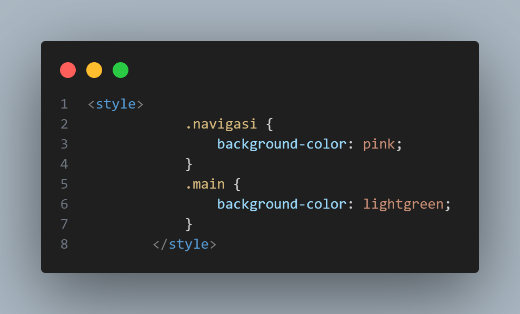 1 <style>
2 .navigasi {
3 background-color: pink;
4 }
5 .main {
6 background-color: lightgreen;
7 }
8 </style>